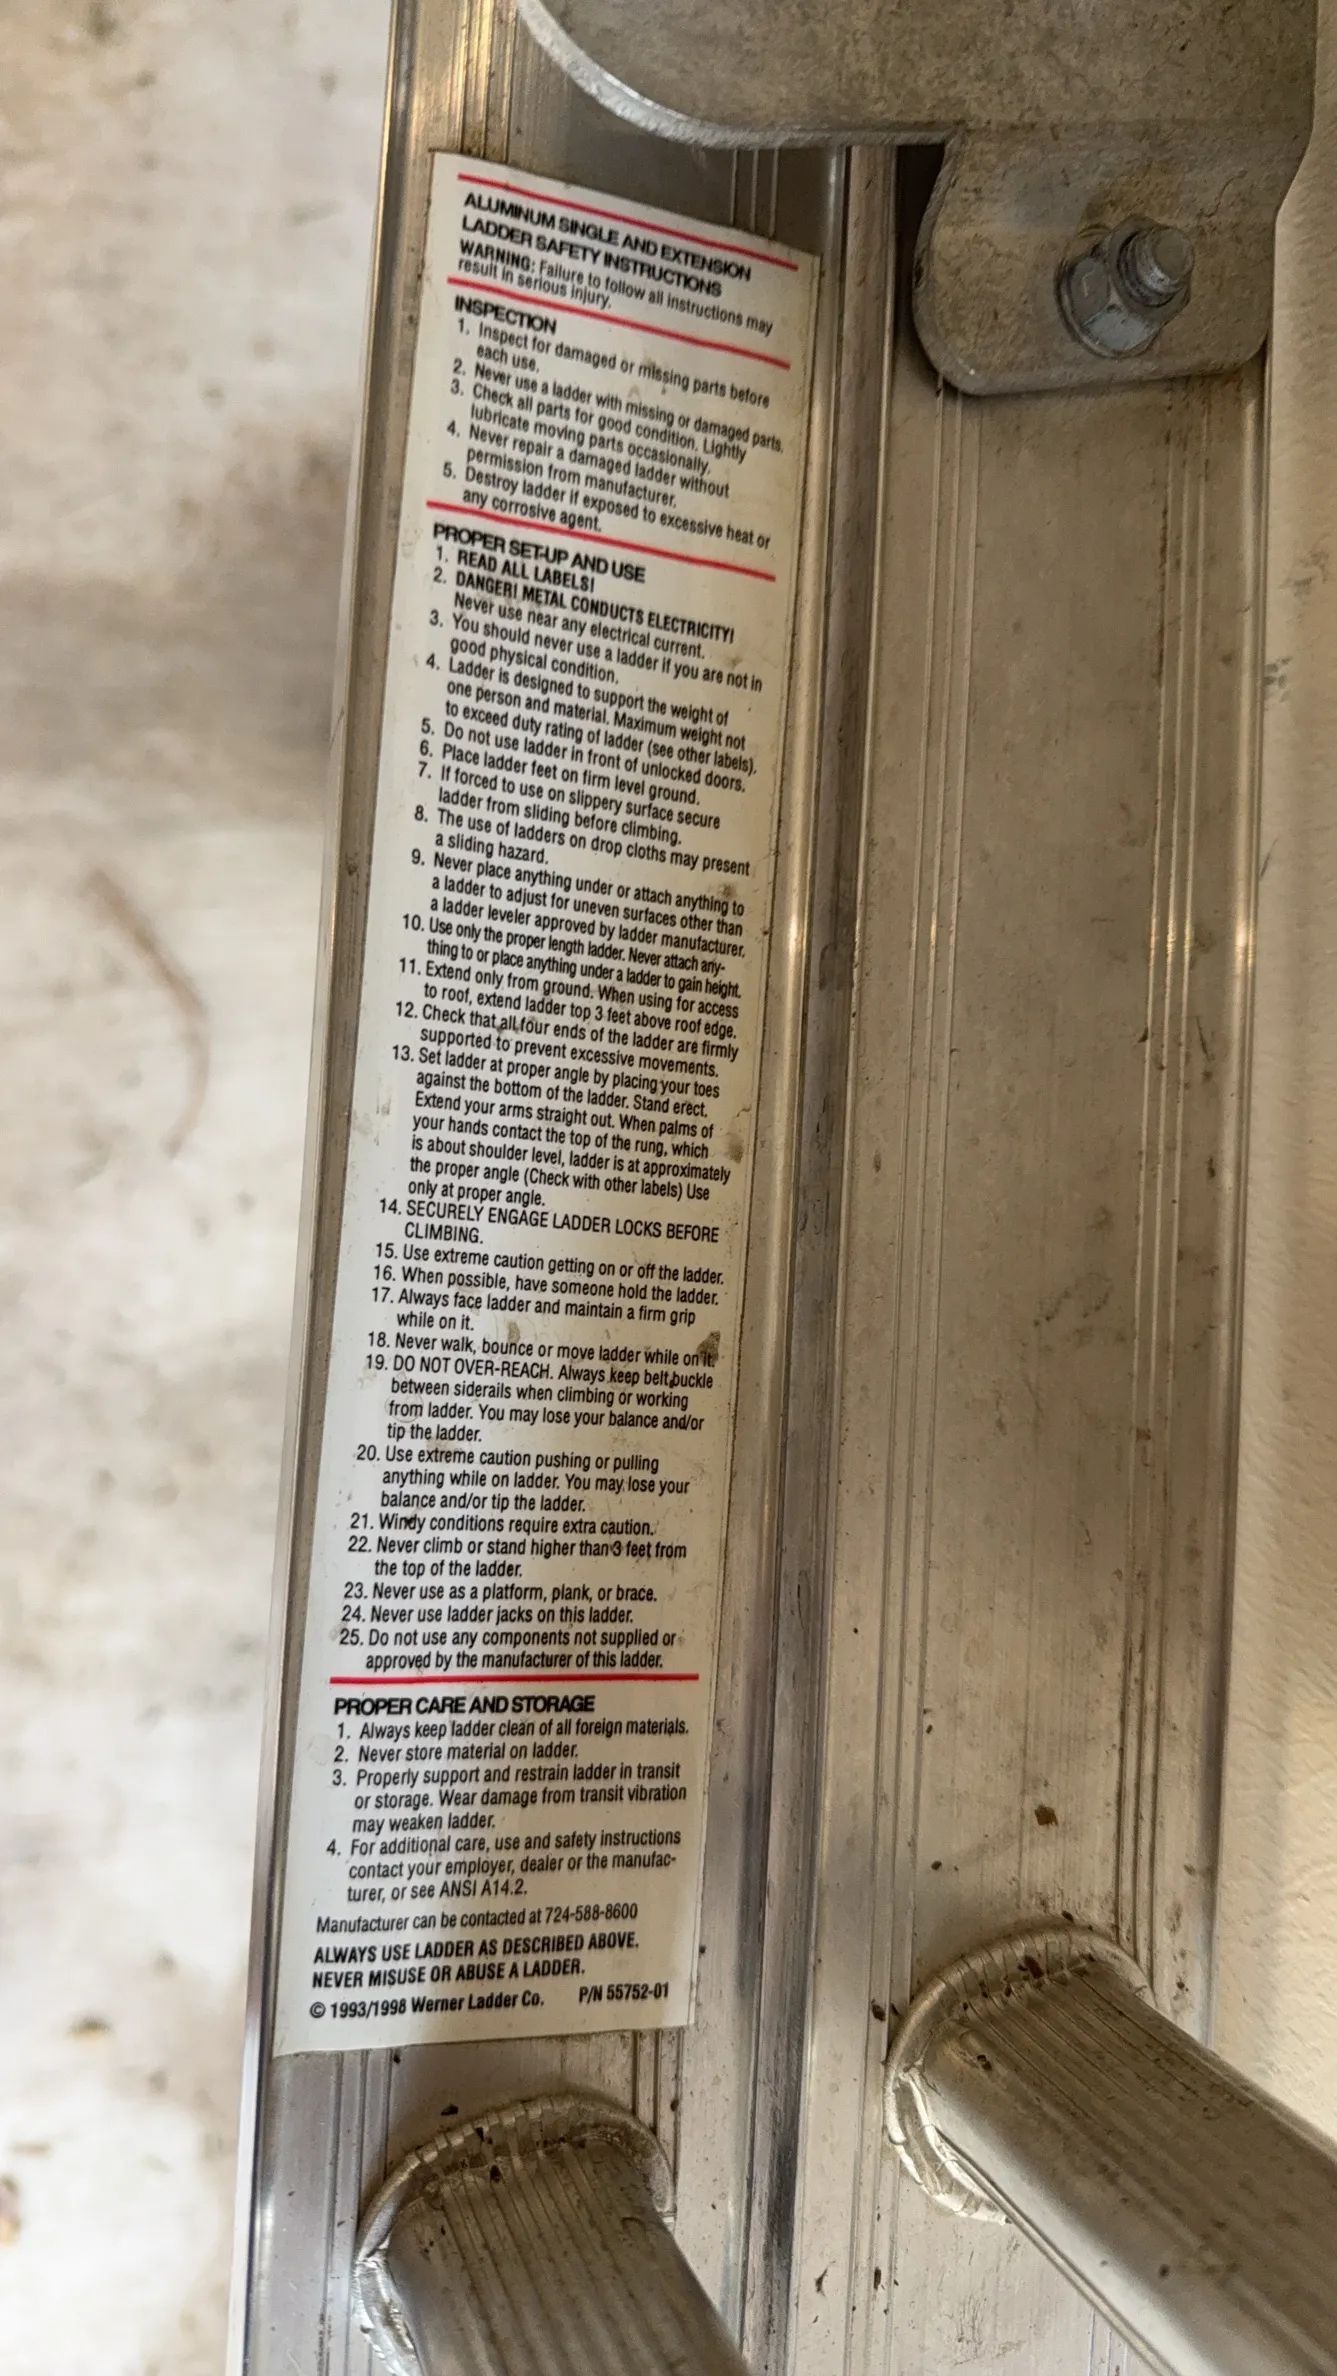 ALUMINUM SINGLE AND EXTENSION
LADDER SAFETY INSTRUCTIONS
WARNING: Failure to follow all instructions may
result in serious injury.
INSPECTION
1. Inspect for damaged or missing parts before
each use.
2. Never use a ladder with missing or damaged parts.
3. Check all parts for good condition. Lightly
lubricate moving parts occasionally.
4. Never repair a damaged ladder without
permission from manufacturer.
5. Destroy ladder if exposed to excessive heat or
any corrosive agent.
PROPER SET-UP AND USE
1. READ ALL LABELS!
2. DANGER! METAL CONDUCTS ELECTRICITY!
Never use near any electrical current.
3. You should never use a ladder if you are not in
good physical condition.
4. Ladder is designed to support the weight of
one person and material. Maximum weight not
to exceed duty rating of ladder (see other labels).
5. Do not use ladder in front of unlocked doors.
6. Place ladder feet on firm level ground.
7. If forced to use on slippery surface secure
ladder from sliding before climbing.
8. The use of ladders on drop cloths may present
a sliding hazard.
9. Never place anything under or attach anything to
a ladder to adjust for uneven surfaces other than
a ladder leveler approved by ladder manufacturer.
10. Use only the proper length ladder. Never attach any-
thing to or place anything under a ladder to gain height.
11. Extend only from ground. When using for access
to roof, extend ladder top 3 feet above roof edge.
12. Check that all four ends of the ladder are firmly
supported to prevent excessive movements.
13. Set ladder at proper angle by placing your toes
against the bottom of the ladder. Stand erect.
Extend your arms straight out. When palms of
your hands contact the top of the rung, which
is about shoulder level, ladder is at approximately
the proper angle (Check with other labels) Use
only at proper angle.
14. SECURELY ENGAGE LADDER LOCKS BEFORE
CLIMBING.
15. Use extreme caution getting on or off the ladder.
16. When possible, have someone hold the ladder.
17. Always face ladder and maintain a firm grip
while on it.
18. Never walk, bounce or move ladder while on it.
19. DO NOT OVER-REACH. Always keep belt buckle
between siderails when climbing or working
from ladder. You may lose your balance and/or
tip the ladder.
20. Use extreme caution pushing or pulling
anything while on ladder. You may lose your
balance and/or tip the ladder.
21. Windy conditions require extra caution.
22. Never climb or stand higher than 3 feet from
the top of the ladder.
23. Never use as a platform, plank, or brace.
24. Never use ladder jacks on this ladder.
25. Do not use any components not supplied or
approved by the manufacturer of this ladder.
PROPER CARE AND STORAGE
1. Always keep ladder clean of all foreign materials.
2. Never store material on ladder.
3. Properly support and restrain ladder in transit
or storage. Wear damage from transit vibration
may weaken ladder.
4. For additional care, use and safety instructions
contact your employer, dealer or the manufac-
turer, or see ANSI A14.2.
Manufacturer can be contacted at 724-588-8600
ALWAYS USE LADDER AS DESCRIBED ABOVE.
NEVER MISUSE OR ABUSE A LADDER.
© 1993/1998 Werner Ladder Co. P/N 55752-01